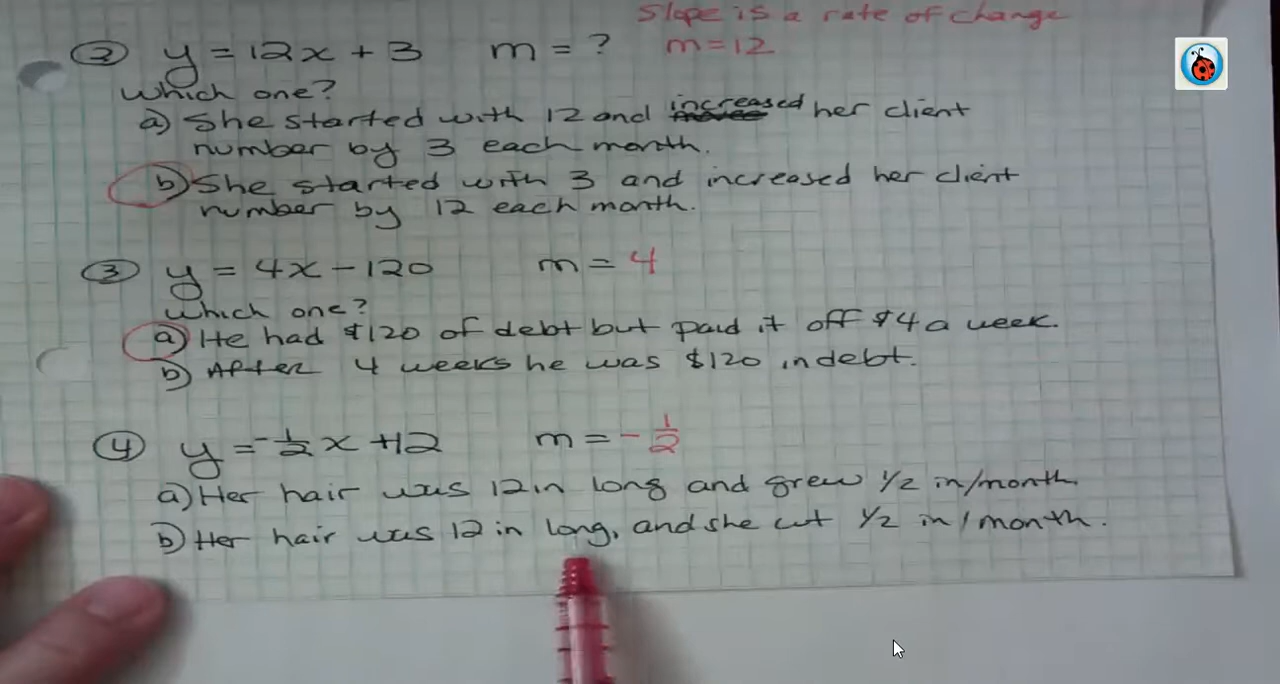 Slope is a rate of change
② y = 12x + 3 m = ? m = 12
Which one?
a) She started with 12 and increased her client
number by 3 each month.
b) She started with 3 and increased her client
number by 12 each month.
③ y = 4x - 120 m = 4
Which one?
a) He had $120 of debt but paid it off $4 a week.
b) After 4 weeks he was $120 in debt.
④ y = -1/2 x + 12 m = - 1/2
a) Her hair was 12 in long and grew 1/2 in/month.
b) Her hair was 12 in long, and she cut 1/2 in/month.